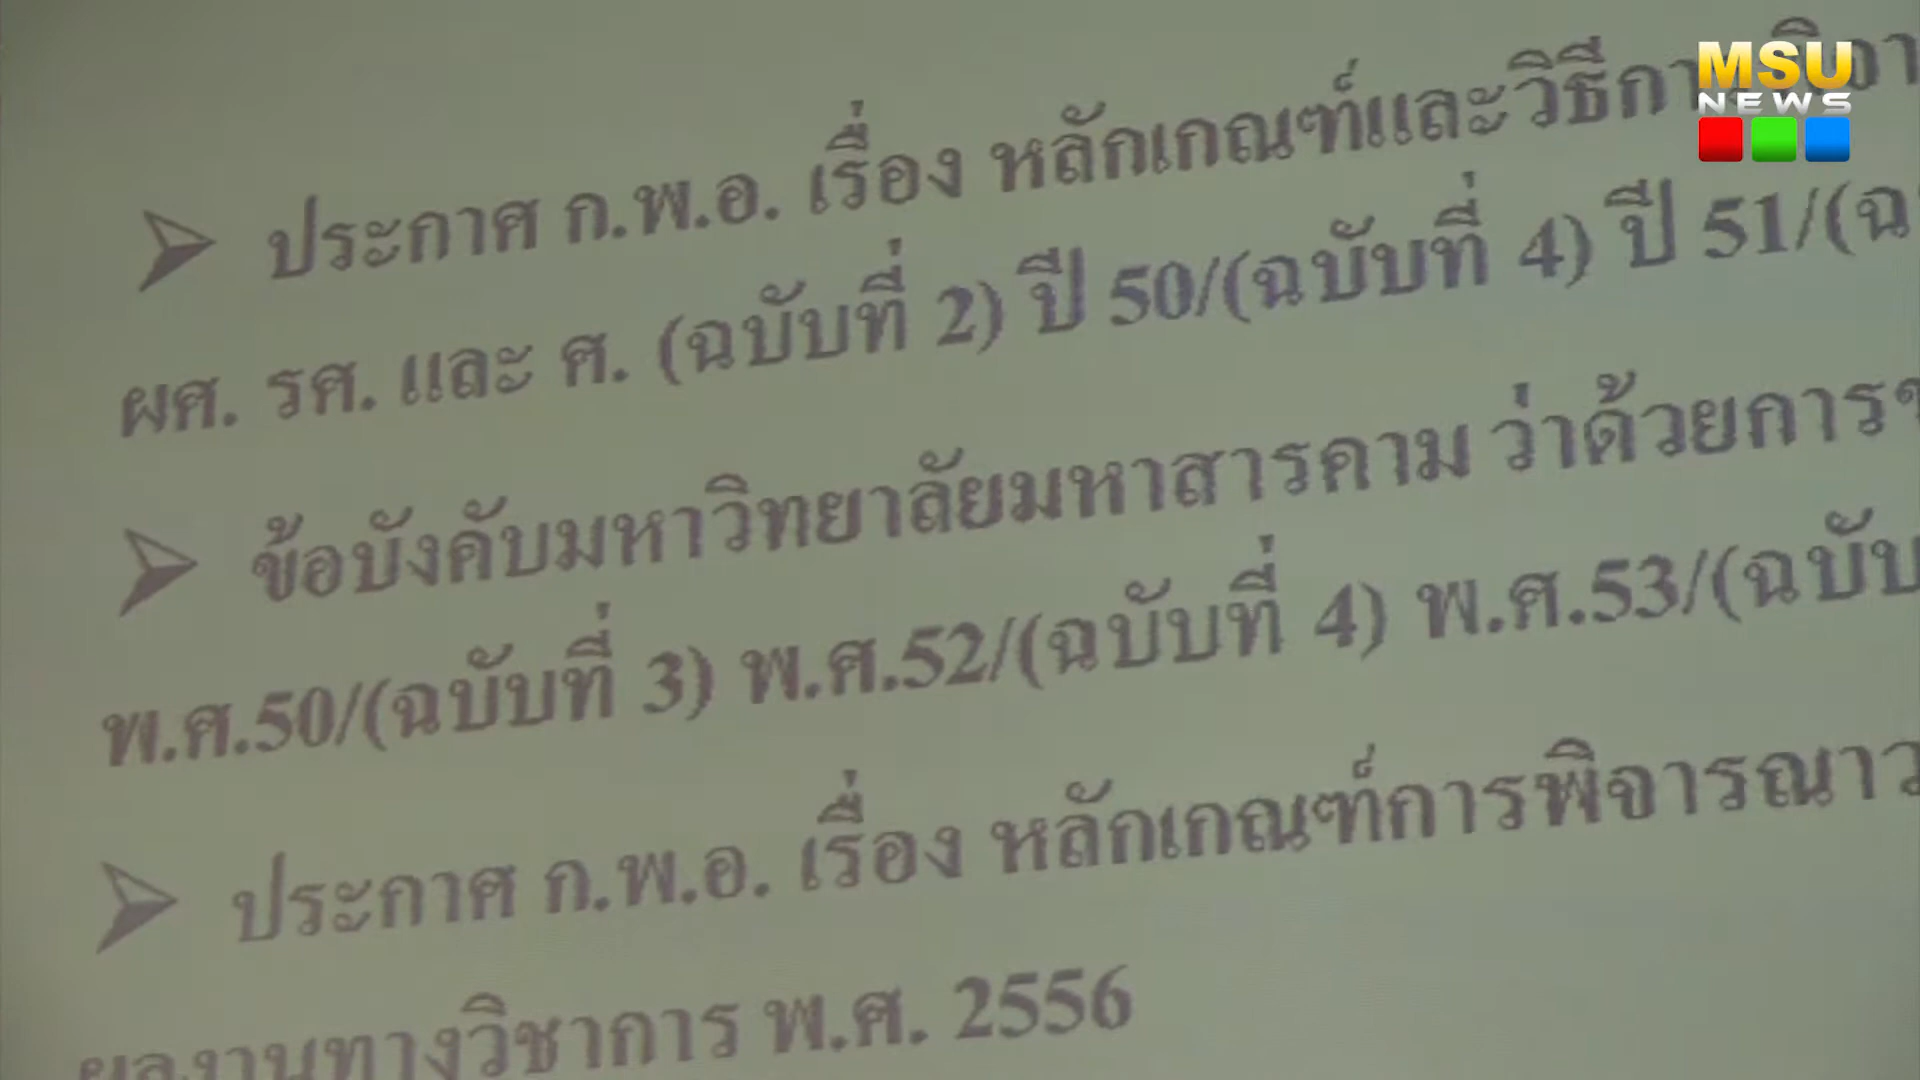 MSU
NEWS
➢ ประกาศ ก.พ.อ. เรื่อง หลักเกณฑ์และวิธีกา
ผศ. รศ. และ ศ. (ฉบับที่ 2) ปี 50/(ฉบับที่ 4) ปี 51/(ฉ
➢ ข้อบังคับมหาวิทยาลัยมหาสารคาม ว่าด้วยการ
พ.ศ.50/(ฉบับที่ 3) พ.ศ.52/(ฉบับที่ 4) พ.ศ.53/(ฉบับ
➢ ประกาศ ก.พ.อ. เรื่อง หลักเกณฑ์การพิจารณาว
ผลงานทางวิชาการ พ.ศ. 2556